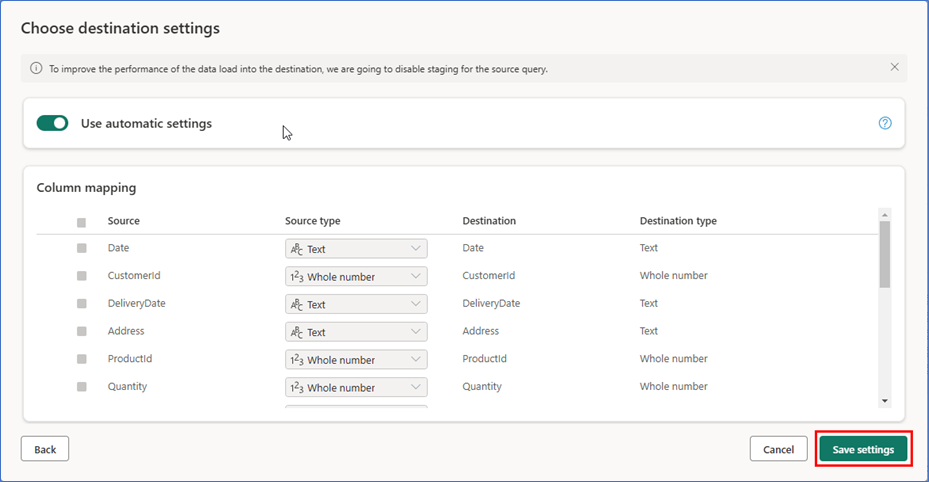 Choose destination settings
To improve the performance of the data load into the destination, we are going to disable staging for the source query.
Use automatic settings
Column mapping
Source Source type Destination Destination type
Date ABC Text Date Text
CustomerId 123 Whole number CustomerId Whole number
DeliveryDate ABC Text DeliveryDate Text
Address ABC Text Address Text
ProductId 123 Whole number ProductId Whole number
Quantity 123 Whole number Quantity Whole number
Back Cancel Save settings